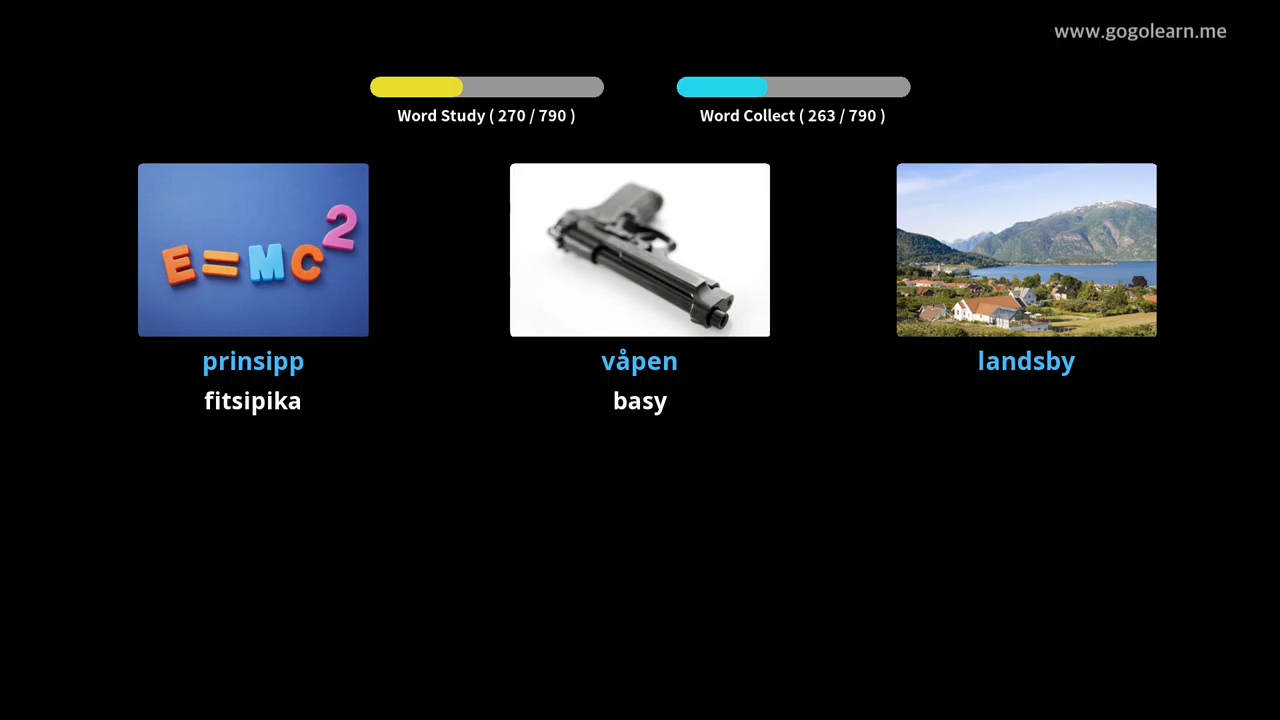 www.gogolearn.me
Word Study ( 270 / 790 )
Word Collect ( 263 / 790 )
E=MC2
prinsipp
våpen
landsby
fitsipika
basy